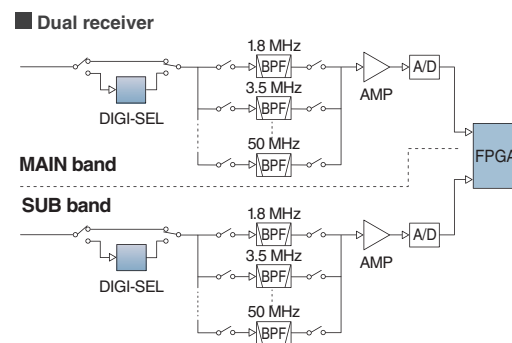 Dual receiver
1.8 MHz
BPF
A/D
3.5 MHz
AMP
BPF
DIGI-SEL
50 MHz
MAIN band
BPF
FPGA
SUB band
1.8 MHz
BPF
A/D
3.5 MHz
AMP
BPF
DIGI-SEL
50 MHz
BPF